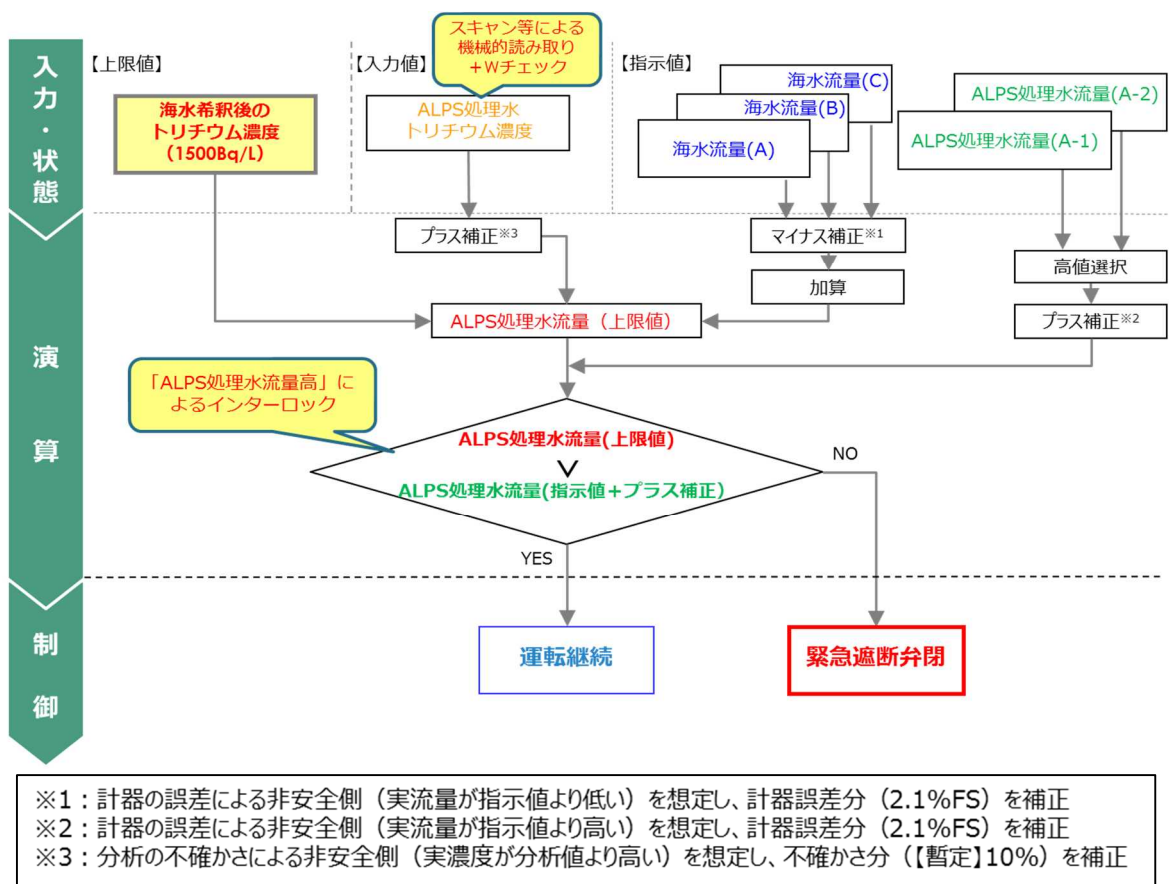 入力・状態
【上限値】
海水希釈後の
トリチウム濃度
（1500Bq/L）
【入力値】
スキャン等による
機械的読み取り
＋Wチェック
ALPS処理水
トリチウム濃度
【指示値】
海水流量(C)
海水流量(B)
海水流量(A)
ALPS処理水流量(A-2)
ALPS処理水流量(A-1)
演算
プラス補正※3
マイナス補正※1
加算
高値選択
プラス補正※2
ALPS処理水流量（上限値）
「ALPS処理水流量高」に
よるインターロック
ALPS処理水流量(上限値)
∨
ALPS処理水流量(指示値＋プラス補正）
NO
YES
制御
運転継続
緊急遮断弁閉
※1：計器の誤差による非安全側（実流量が指示値より低い）を想定し、計器誤差分（2.1%FS）を補正
※2：計器の誤差による非安全側（実流量が指示値より高い）を想定し、計器誤差分（2.1%FS）を補正
※3：分析の不確かさによる非安全側（実濃度が分析値より高い）を想定し、不確かさ分（【暫定】10%）を補正